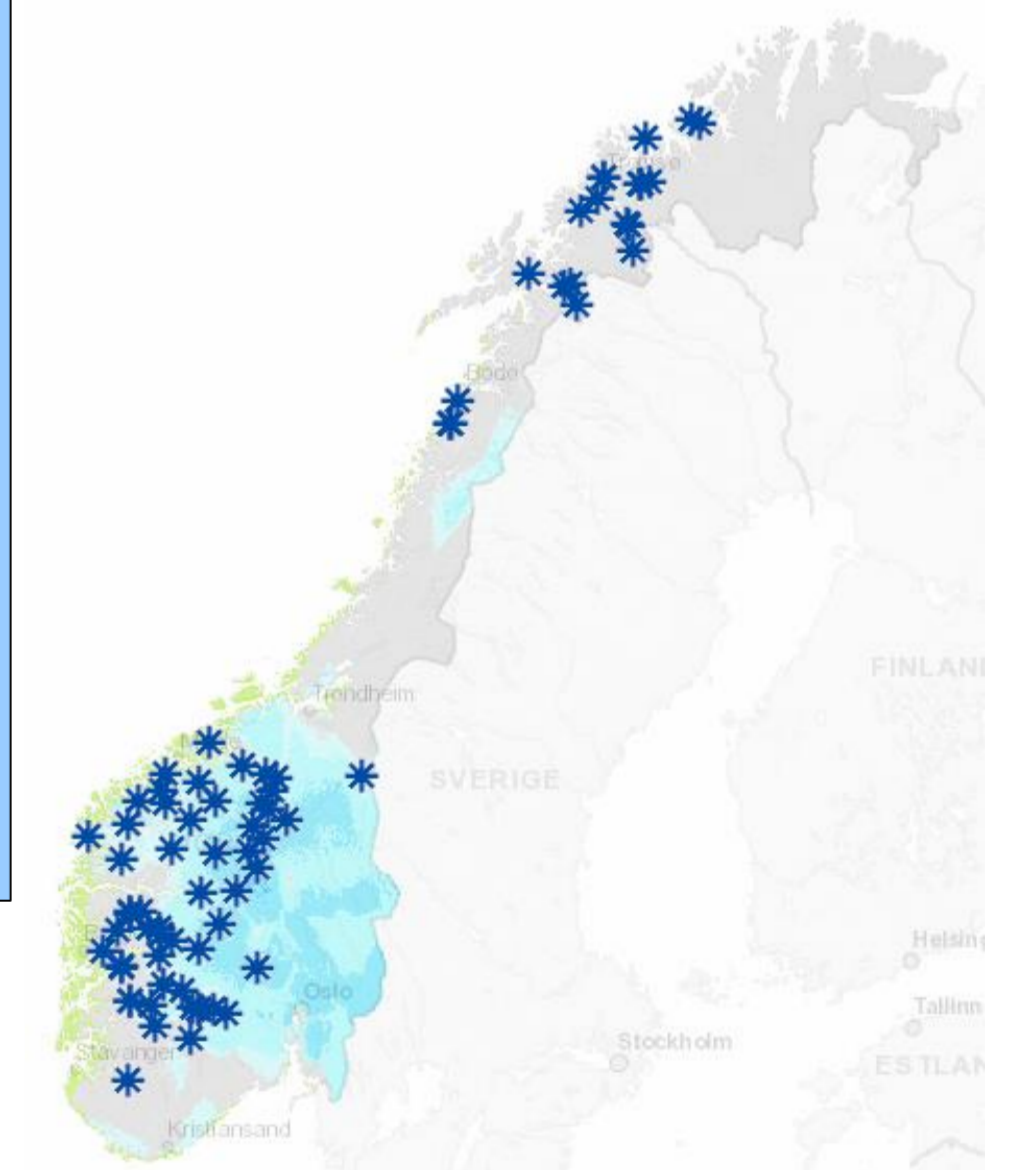 Tromsø
Bodø
FINLAN
Trondheim
SVERIGE
Helsin
Oslo
Tallinn
Stockholm
Stavanger
ESTLAN
Kristiansand